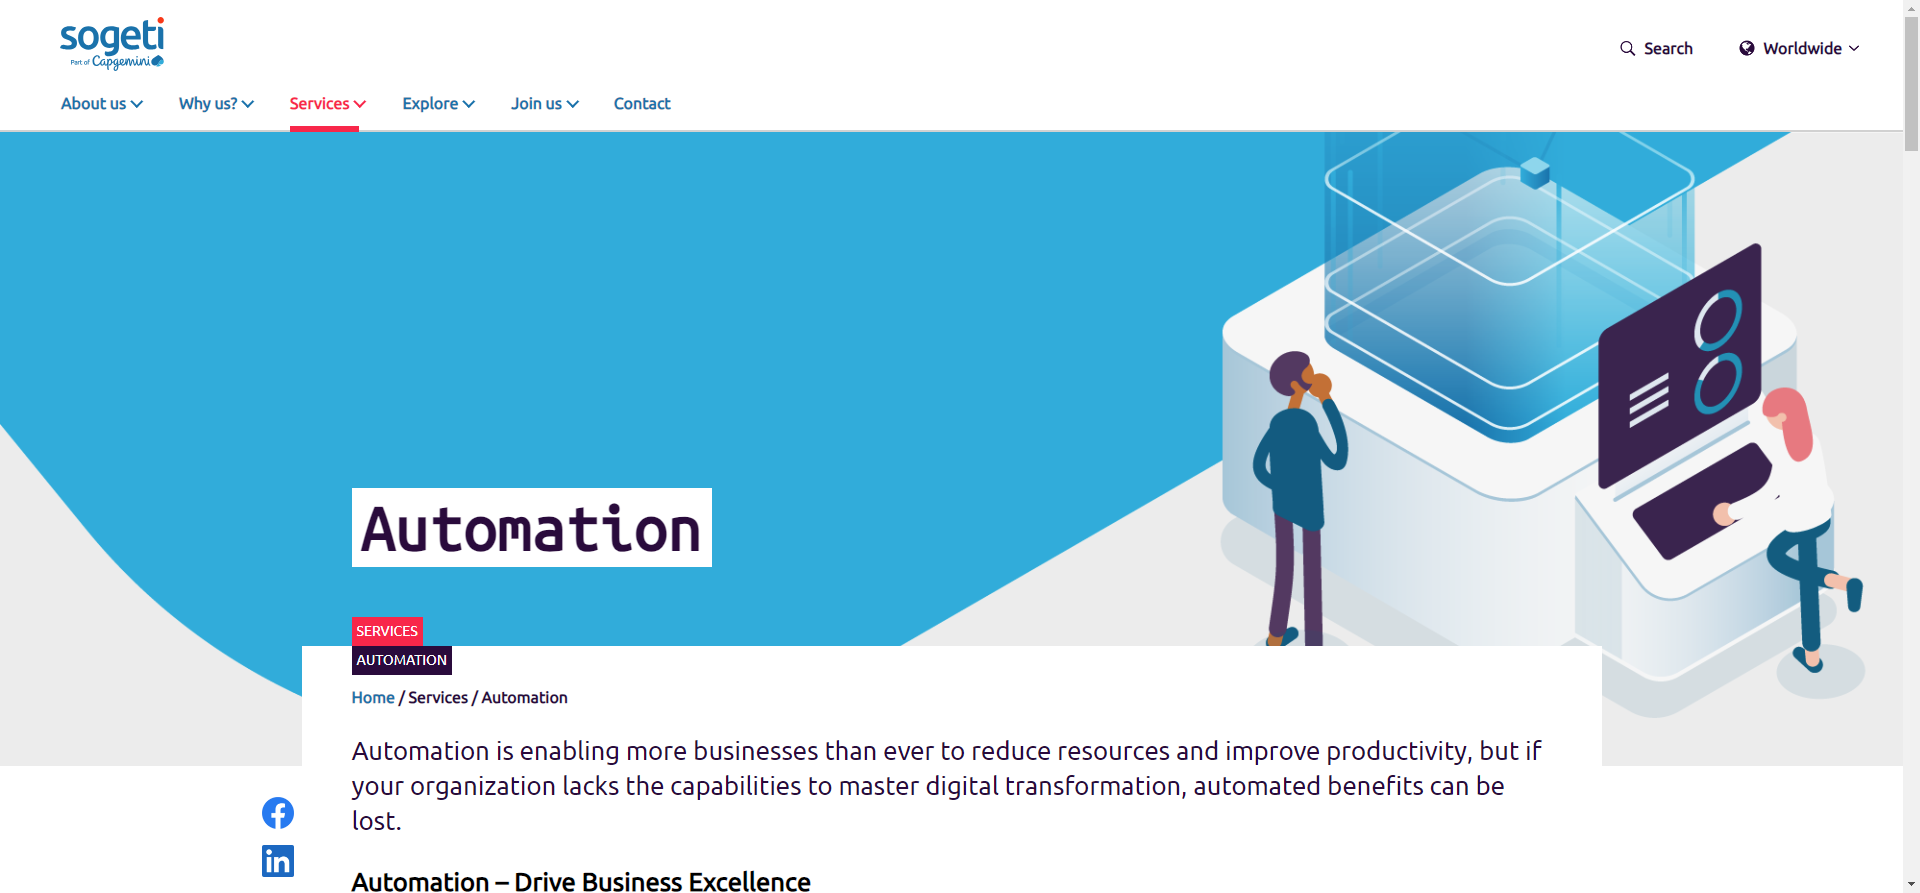 sogeti
Part of Capgemini
Search
Worldwide
About us
Why us?
Services
Explore
Join us
Contact
Automation
SERVICES
AUTOMATION
Home / Services / Automation
Automation is enabling more businesses than ever to reduce resources and improve productivity, but if
your organization lacks the capabilities to master digital transformation, automated benefits can be
lost.
in
Automation – Drive Business Excellence